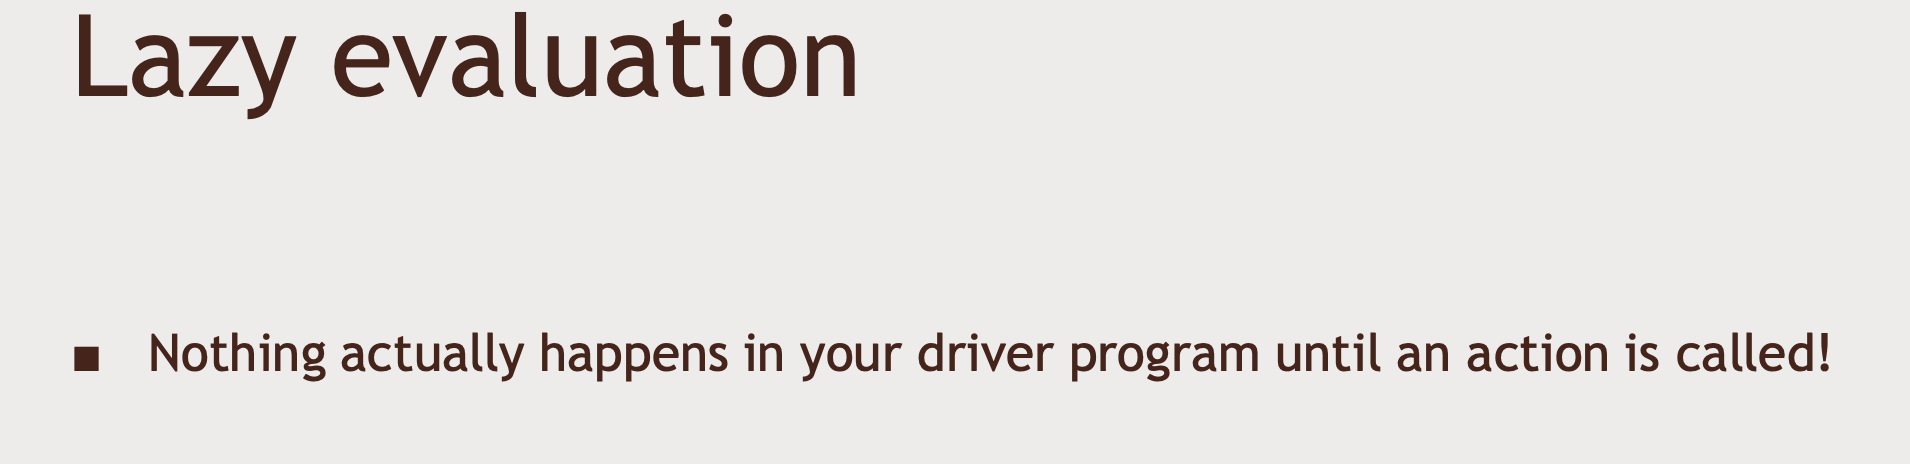 Lazy evaluation
■ Nothing actually happens in your driver program until an action is called!